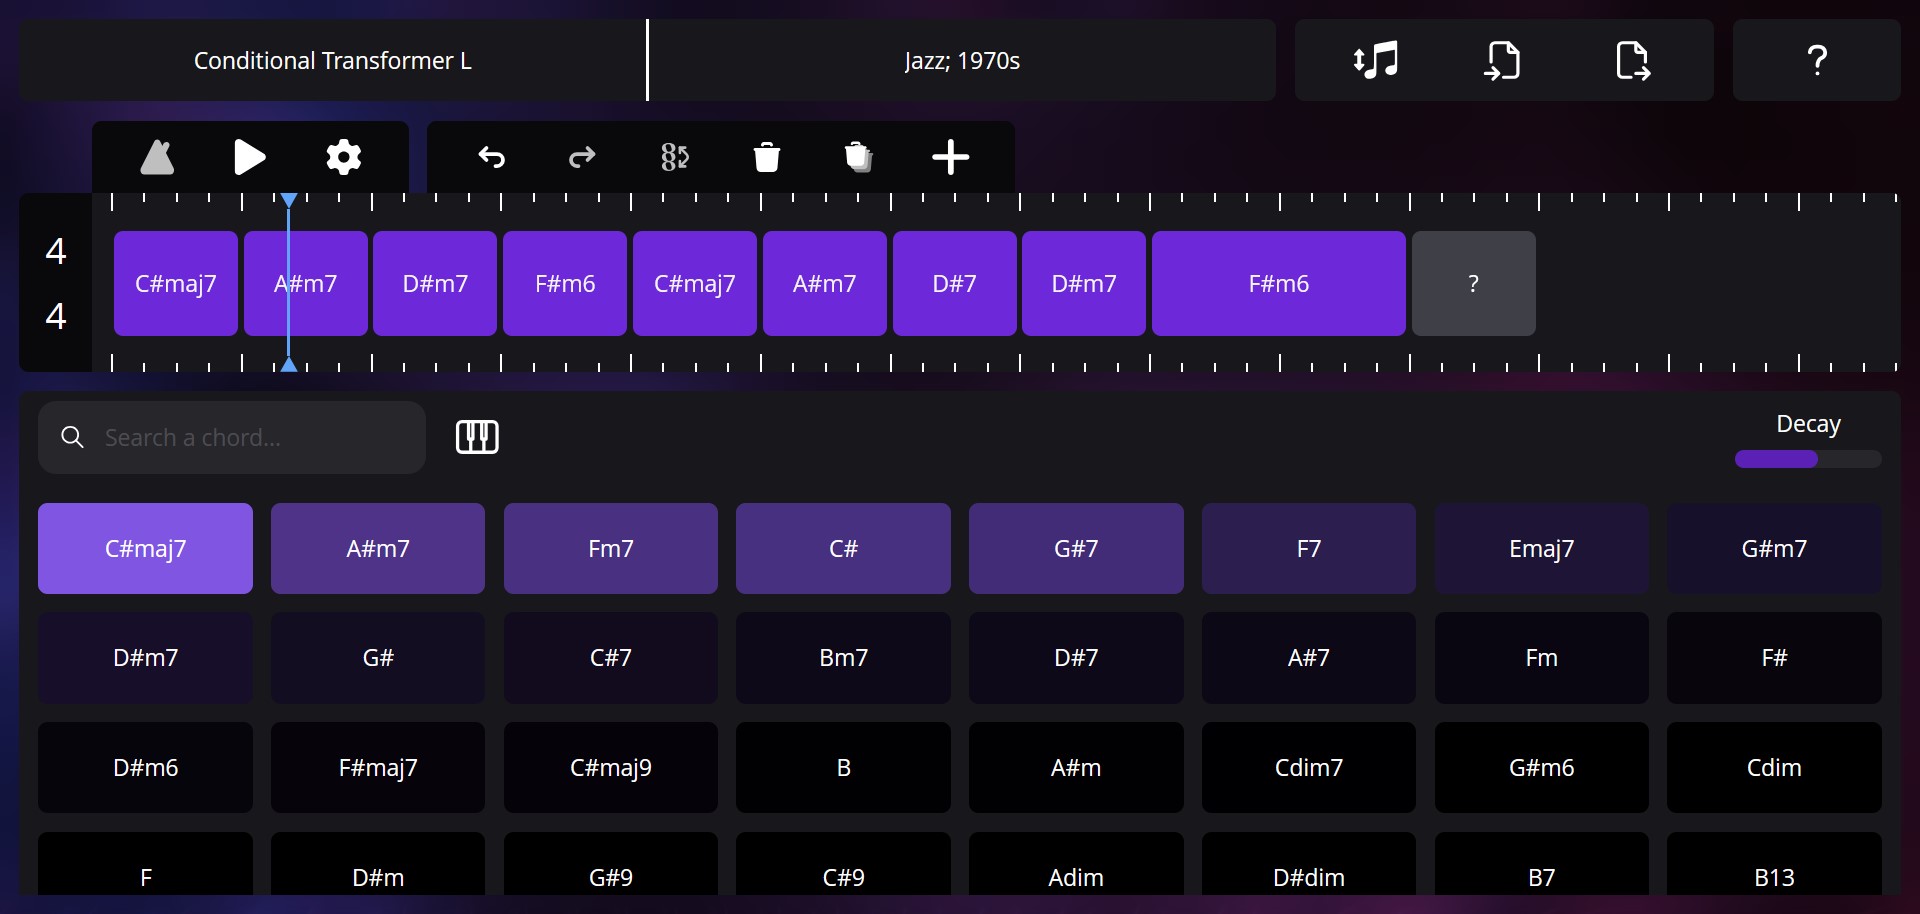 Conditional Transformer L
Jazz; 1970s
?
8
4
4
C#maj7
A#m7
D#m7
F#m6
C#maj7
A#m7
D#7
D#m7
F#m6
?
Search a chord...
Decay
C#maj7
A#m7
Fm7
C#
G#7
F7
Emaj7
G#m7
D#m7
G#
C#7
Bm7
D#7
A#7
Fm
F#
D#m6
F#maj7
C#maj9
B
A#m
Cdim7
G#m6
Cdim
F
D#m
G#9
C#9
Adim
D#dim
B7
B13